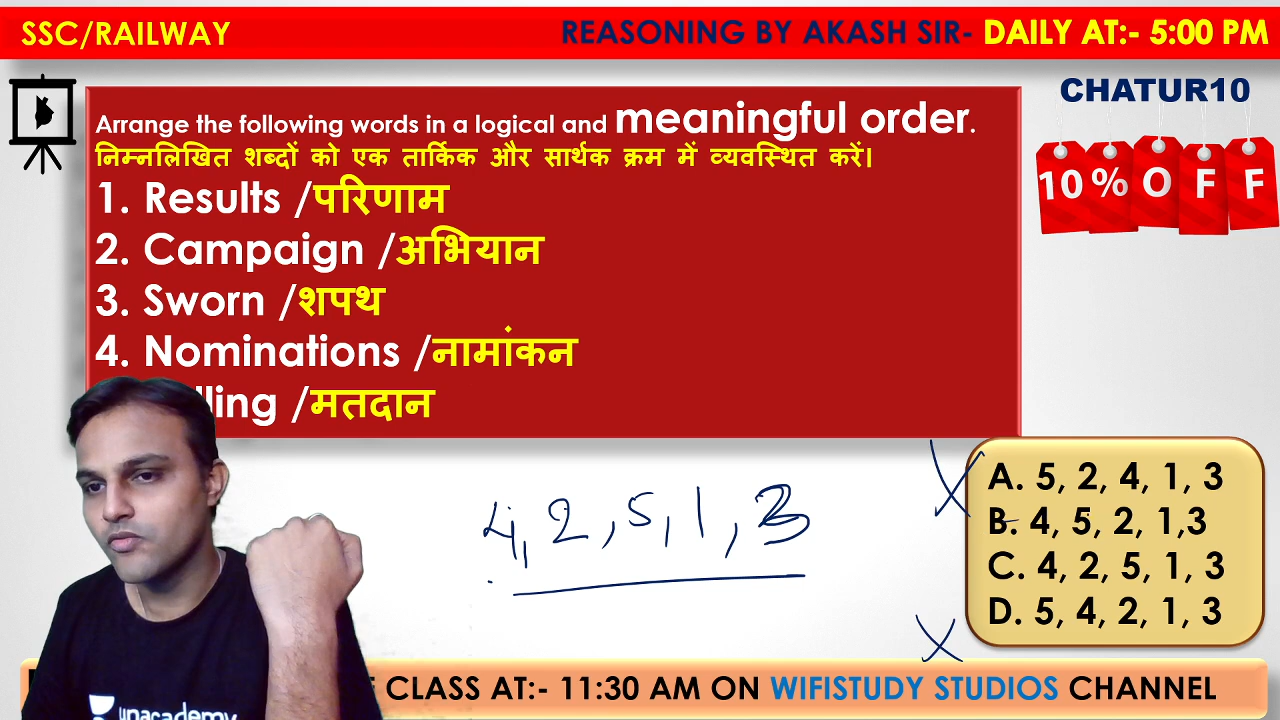 SSC/RAILWAY
REASONING BY AKASH SIR- DAILY AT:- 5:00 PM
CHATUR10
10% OFF
Arrange the following words in a logical and meaningful order.
निम्नलिखित शब्दों को एक तार्किक और सार्थक क्रम में व्यवस्थित करें।
1. Results /परिणाम
2. Campaign /अभियान
3. Sworn /शपथ
4. Nominations /नामांकन
lling /मतदान
4, 2, 5, 1, 3
A. 5, 2, 4, 1, 3
B. 4, 5, 2, 1,3
C. 4, 2, 5, 1, 3
D. 5, 4, 2, 1, 3
CLASS AT:- 11:30 AM ON WIFISTUDY STUDIOS CHANNEL
unacademy